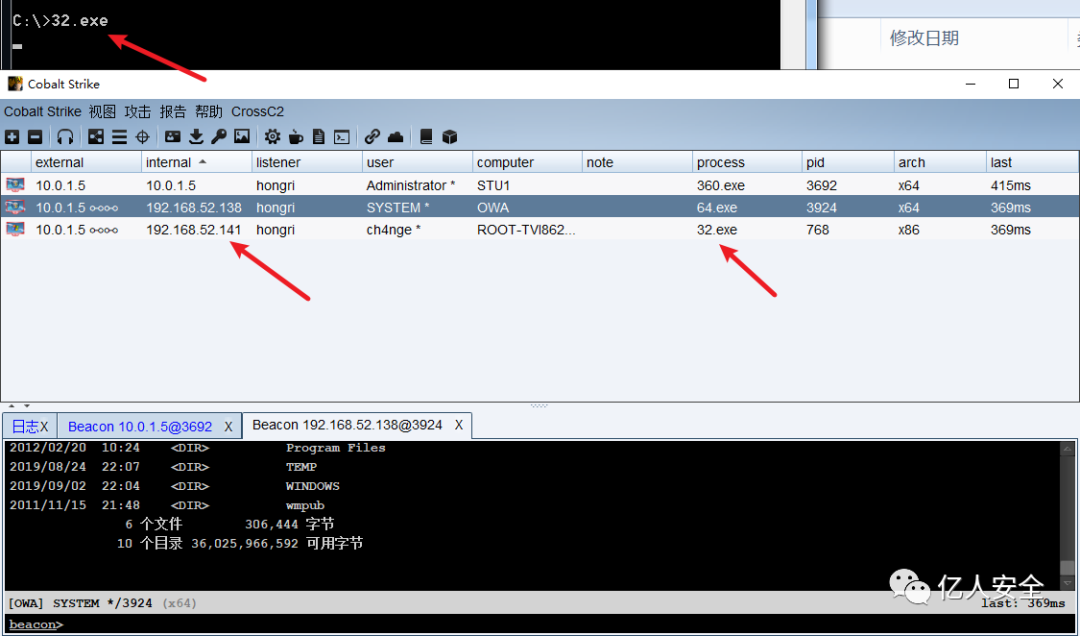 C:\>32.exe
修改日期
Cobalt Strike
Cobalt Strike 视图 攻击 报告 帮助 CrossC2
external internal listener user computer note process pid arch last
10.0.1.5 10.0.1.5 hongri Administrator * STU1 360.exe 3692 x64 415ms
10.0.1.5 192.168.52.138 hongri SYSTEM * OWA 64.exe 3924 x64 369ms
10.0.1.5 192.168.52.141 hongri ch4nge * ROOT-TVI862... 32.exe 768 x86 369ms
日志X Beacon 10.0.1.5@3692 X Beacon 192.168.52.138@3924 X
2012/02/20 10:24 <DIR> Program Files
2019/08/24 22:07 <DIR> TEMP
2019/09/02 22:04 <DIR> WINDOWS
2011/11/15 21:48 <DIR> wmpub
6 个文件 306,444 字节
10 个目录 36,025,966,592 可用字节
亿人安全
[OWA] SYSTEM */3924 (x64) last: 369ms
beacon>